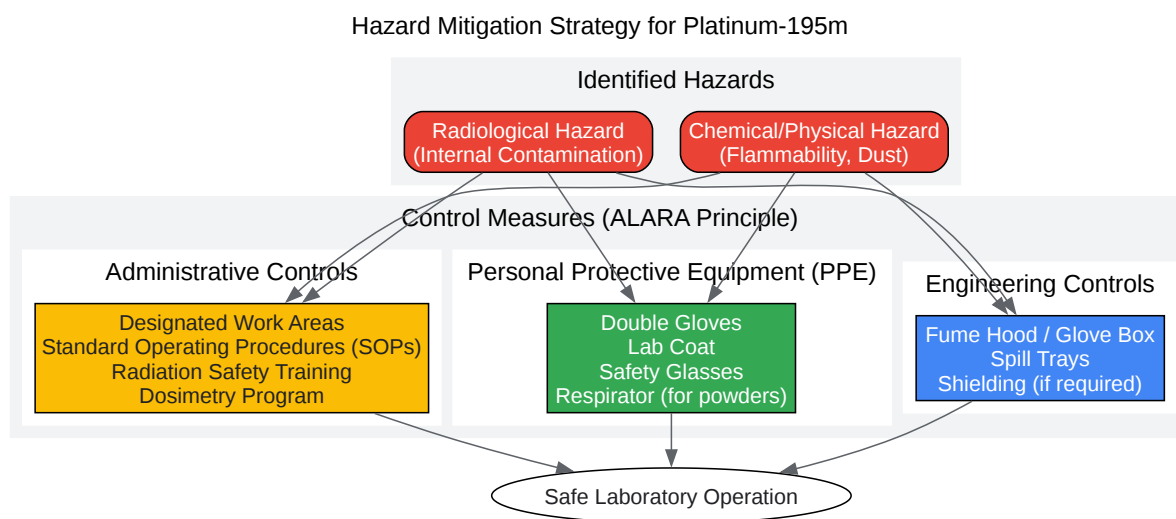 Hazard Mitigation Strategy for Platinum-195m
Identified Hazards
Radiological Hazard
(Internal Contamination)
Chemical/Physical Hazard
(Flammability, Dust)
Control Measures (ALARA Principle)
Administrative Controls
Designated Work Areas
Standard Operating Procedures (SOPs)
Radiation Safety Training
Dosimetry Program
Personal Protective Equipment (PPE)
Double Gloves
Lab Coat
Safety Glasses
Respirator (for powders)
Engineering Controls
Fume Hood / Glove Box
Spill Trays
Shielding (if required)
Safe Laboratory Operation